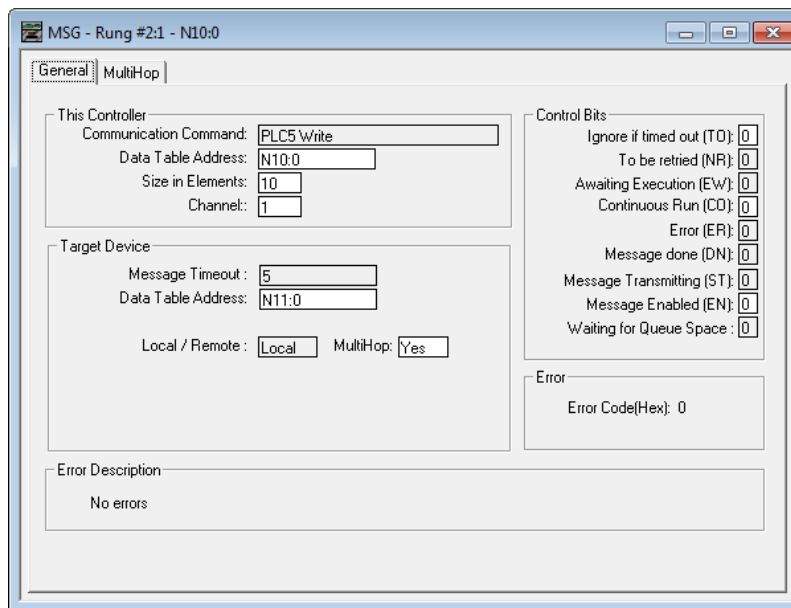 MSG - Rung #2:1 - N10:0
General
MultiHop
This Controller
Communication Command: PLC5 Write
Data Table Address: N10:0
Size in Elements: 10
Channel:: 1
Target Device
Message Timeout : 5
Data Table Address: N11:0
Local / Remote : Local MultiHop: Yes
Control Bits
Ignore if timed out (TO): 0
To be retried (NR): 0
Awaiting Execution (EW): 0
Continuous Run (CO): 0
Error (ER): 0
Message done (DN): 0
Message Transmitting (ST): 0
Message Enabled (EN): 0
Waiting for Queue Space : 0
Error
Error Code(Hex): 0
Error Description
No errors